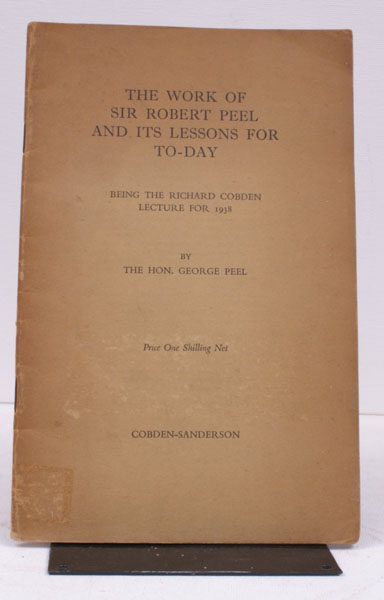 THE WORK OF
SIR ROBERT PEEL
AND ITS LESSONS FOR
TO-DAY
BEING THE RICHARD COBDEN
LECTURE FOR 1938
BY
THE HON. GEORGE PEEL
Price One Shilling Net
COBDEN-SANDERSON